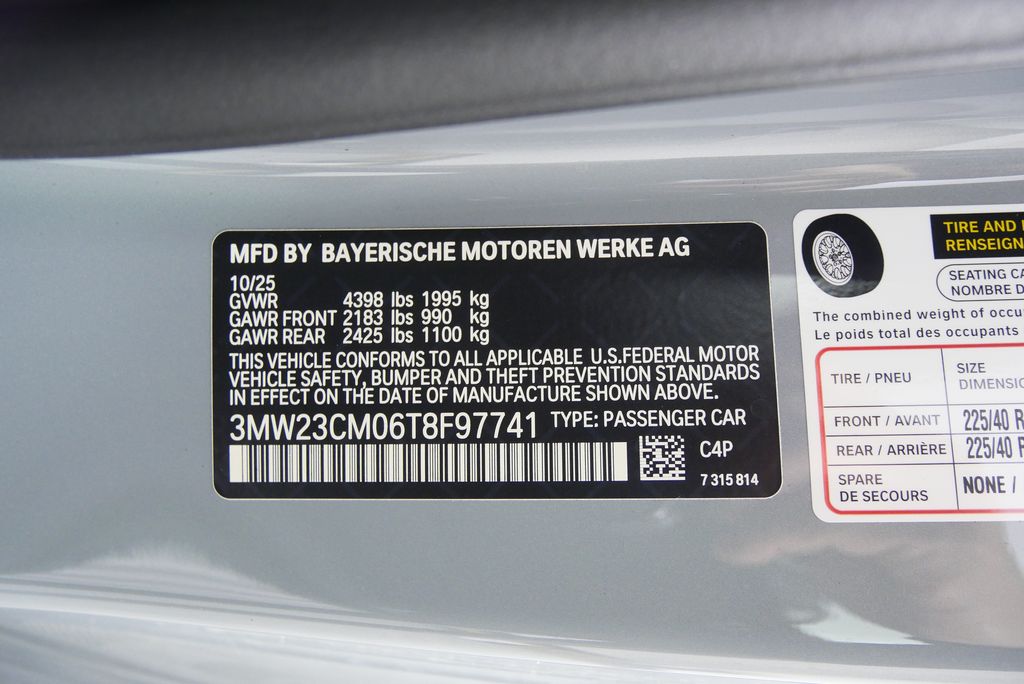 MFD BY BAYERISCHE MOTOREN WERKE AG
10/25
GVWR 4398 lbs 1995 kg
GAWR FRONT 2183 lbs 990 kg
GAWR REAR 2425 lbs 1100 kg
THIS VEHICLE CONFORMS TO ALL APPLICABLE U.S.FEDERAL MOTOR
VEHICLE SAFETY, BUMPER AND THEFT PREVENTION STANDARDS
IN EFFECT ON THE DATE OF MANUFACTURE SHOWN ABOVE.
3MW23CM06T8F97741 TYPE: PASSENGER CAR
C4P
7 315 814
TIRE AND
RENSEIGN
SEATING CA
NOMBRE D
The combined weight of occu
Le poids total des occupants
TIRE / PNEU SIZE
DIMENSIO
FRONT / AVANT 225/40 R
REAR / ARRIÈRE 225/40 R
SPARE
DE SECOURS NONE /